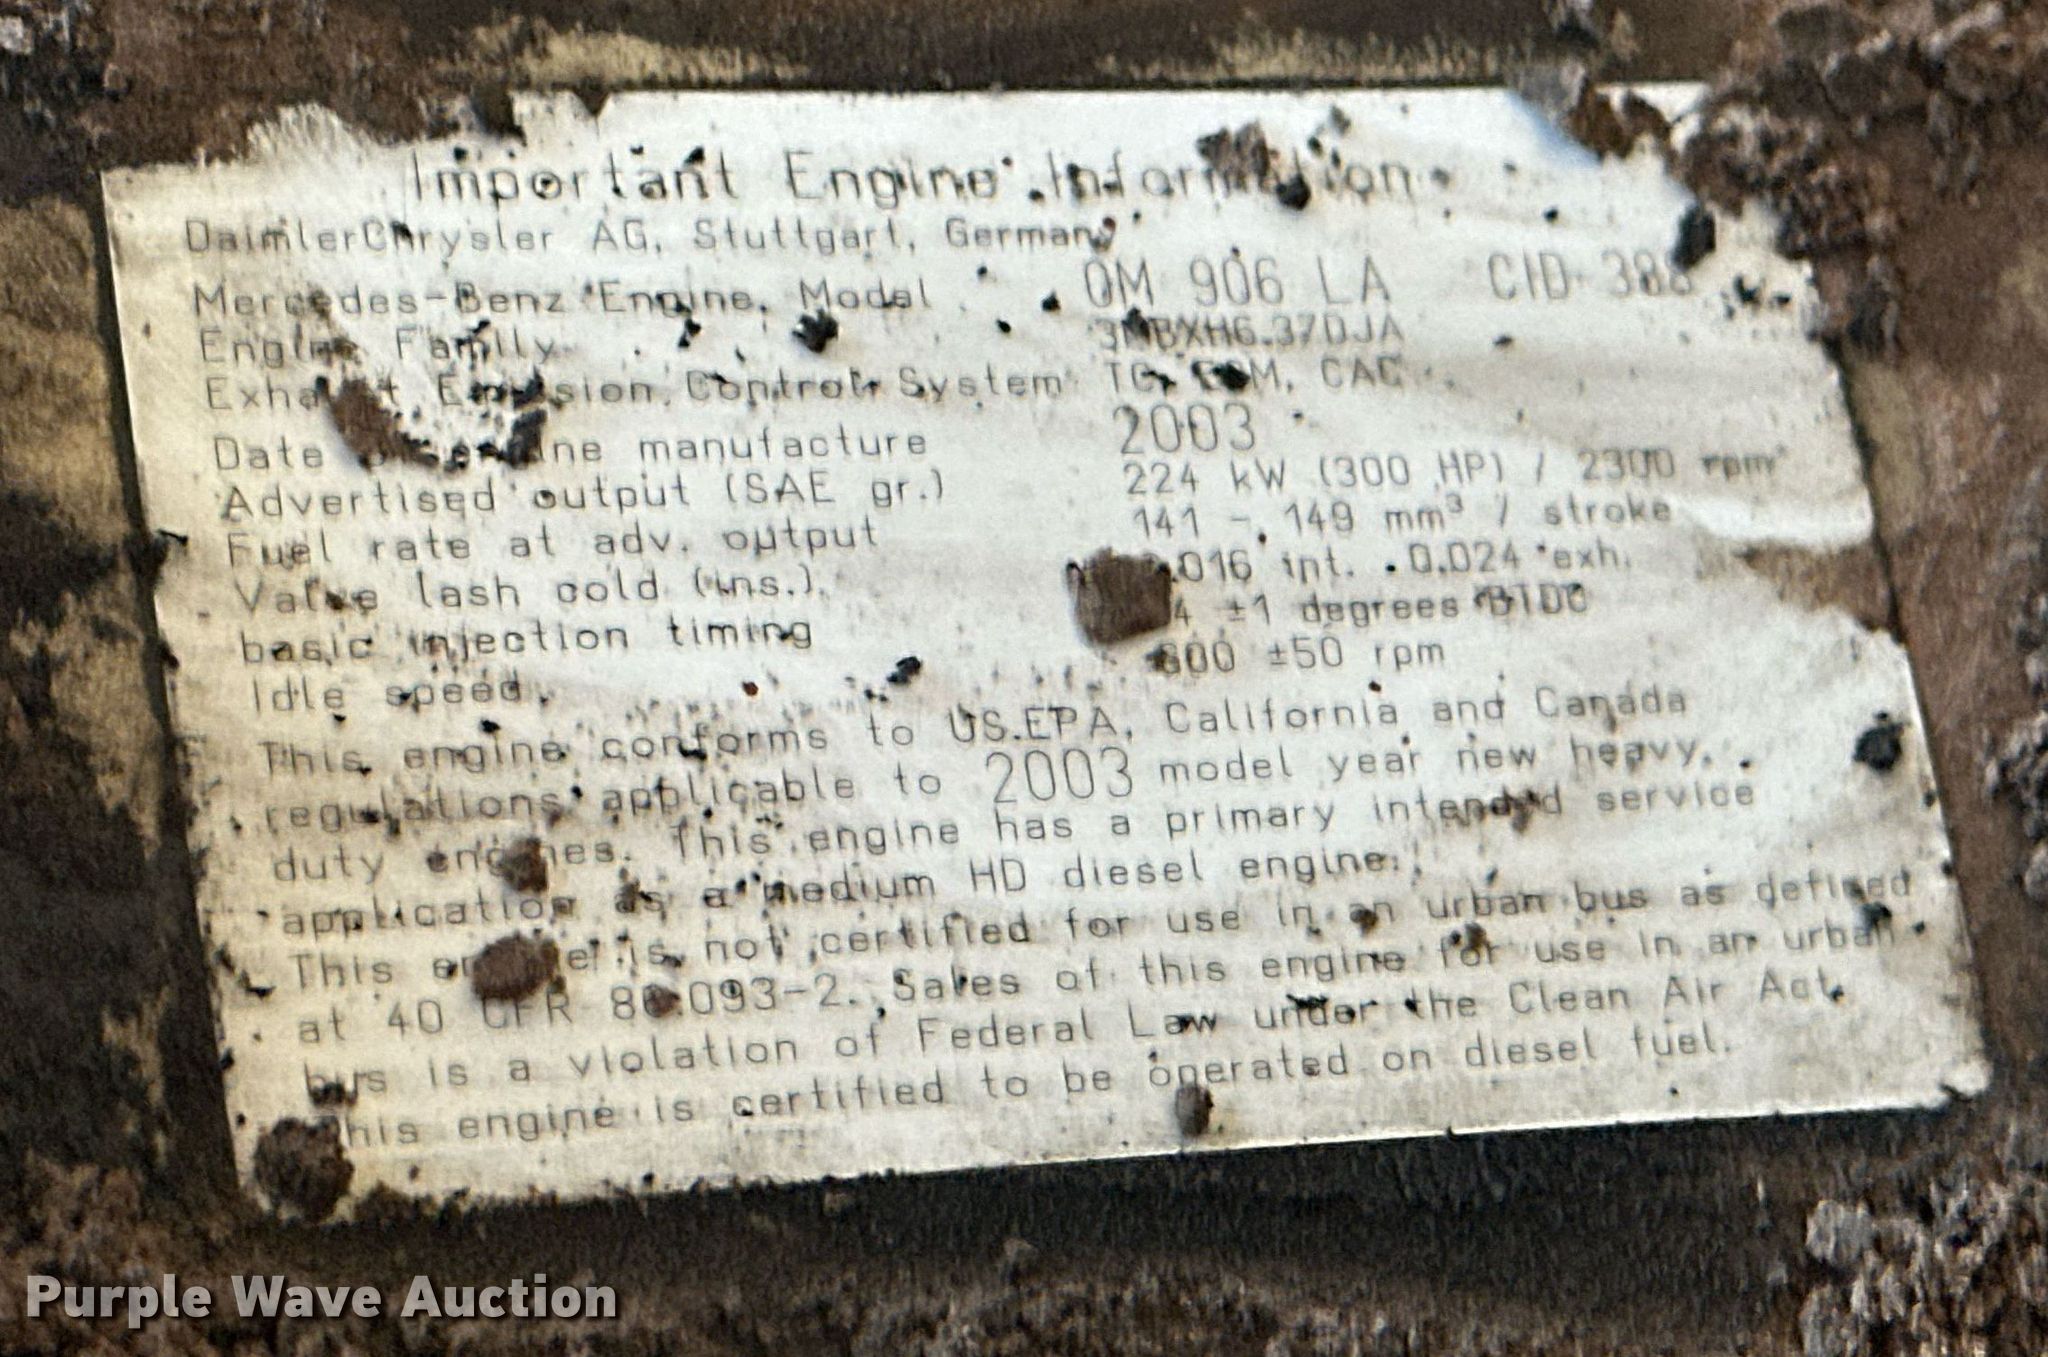 Important Engine Information
DaimlerChrysler AG, Stuttgart, Germany
Mercedes-Benz Engine, Model OM 906 LA CID 388
Engine Family 3MBXH6.37DJA
Exhaust Emission Control System TC, ECM, CAC
Date of engine manufacture 2003
Advertised output (SAE gr.) 224 kW (300 HP) / 2300 rpm
Fuel rate at adv. output 141 - 149 mm³ / stroke
Valve lash cold (ins.) .016 int. 0.024 exh.
basic injection timing 4 ±1 degrees BTDC
Idle speed 600 ±50 rpm
This engine conforms to US.EPA, California and Canada
regulations applicable to 2003 model year new heavy
duty engines. This engine has a primary intended service
application as a medium HD diesel engine.
This engine is not certified for use in an urban bus as defined
at 40 CFR 86.093-2. Sales of this engine for use in an urban
bus is a violation of Federal Law under the Clean Air Act.
This engine is certified to be operated on diesel fuel.
Purple Wave Auction